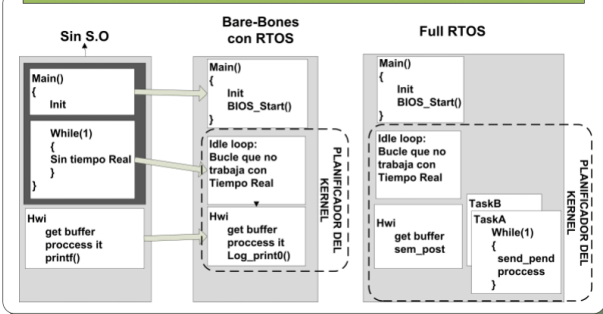 Sin S.O
Main()
{
Init
While(1)
{
Sin tiempo Real
}
}
Hwi
get buffer
proccess it
printf()
Bare-Bones
con RTOS
Main()
{
Init
BIOS_Start()
}
Idle loop:
Bucle que no
trabaja con
Tiempo Real
Hwi
get buffer
proccess it
Log_print0()
PLANIFICADOR DEL
KERNEL
Full RTOS
Main()
{
Init
BIOS_Start()
}
Idle loop:
Bucle que no
trabaja con
Tiempo Real
Hwi
get buffer
sem_post
TaskB
TaskA
While(1)
{
send_pend
proccess
}
PLANIFICADOR DEL
KERNEL